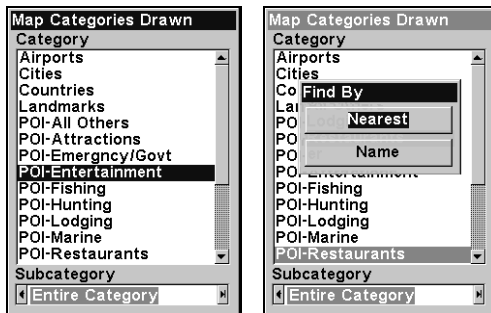 Map Categories Drawn
Category
Airports
Cities
Countries
Landmarks
POI-All Others
POI-Attractions
POI-Emergncy/Govt
POI-Entertainment
POI-Fishing
POI-Hunting
POI-Lodging
POI-Marine
POI-Restaurants
Subcategory
Entire Category
Map Categories Drawn
Category
Airports
Cities
Find By
Nearest
Name
POI-Fishing
POI-Hunting
POI-Lodging
POI-Marine
POI-Restaurants
Subcategory
Entire Category